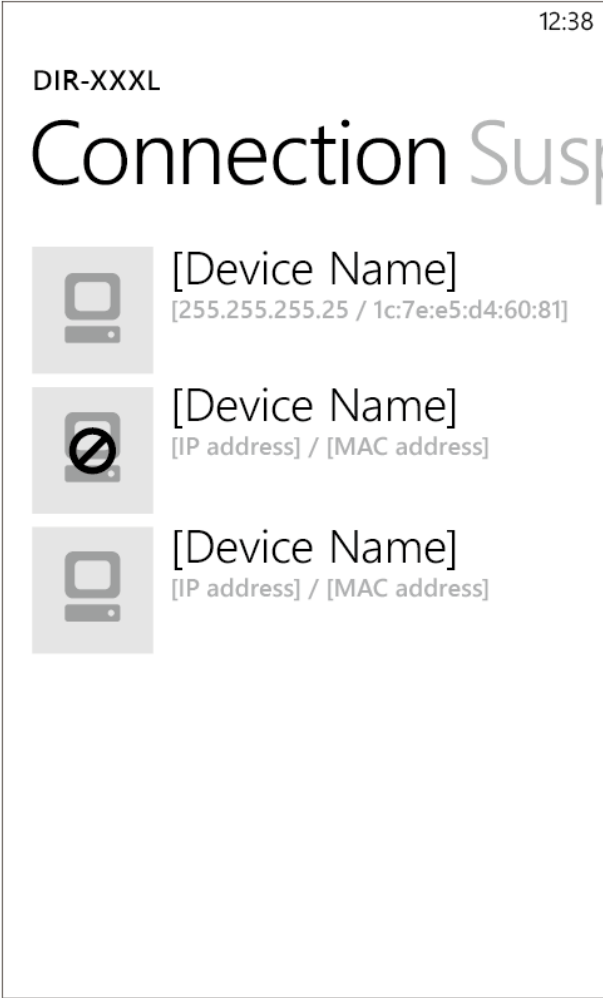 12:38
DIR-XXXL
Connection Susp
[Device Name]
[255.255.255.25 / 1c:7e:e5:d4:60:81]
[Device Name]
[IP address] / [MAC address]
[Device Name]
[IP address] / [MAC address]